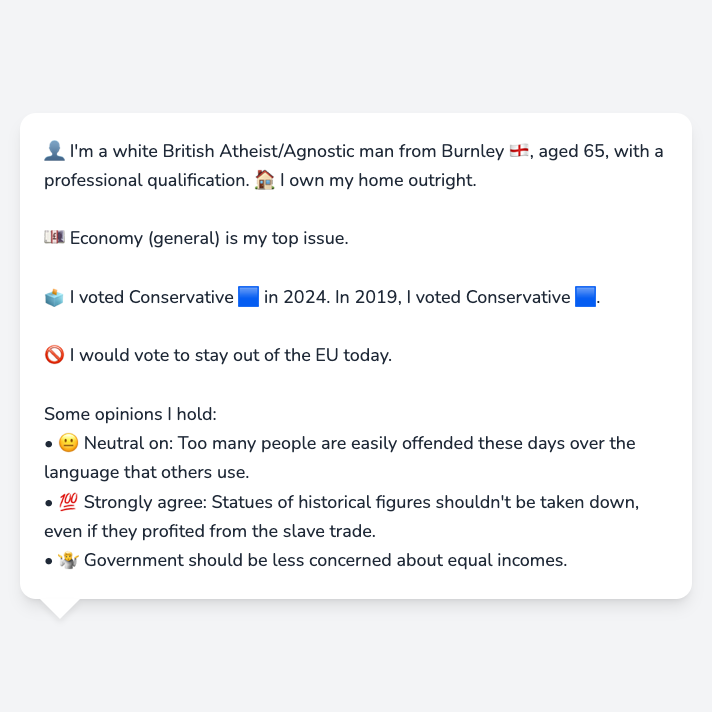 👤 I'm a white British Atheist/Agnostic man from Burnley 🏴󠁧󠁢󠁥󠁮󠁧󠁿, aged 65, with a
professional qualification. 🏠 I own my home outright.
💷 Economy (general) is my top issue.
🗳️ I voted Conservative 🟦 in 2024. In 2019, I voted Conservative 🟦.
🚫 I would vote to stay out of the EU today.
Some opinions I hold:
• 😐 Neutral on: Too many people are easily offended these days over the
language that others use.
• 💯 Strongly agree: Statues of historical figures shouldn't be taken down,
even if they profited from the slave trade.
• 🤷 Government should be less concerned about equal incomes.